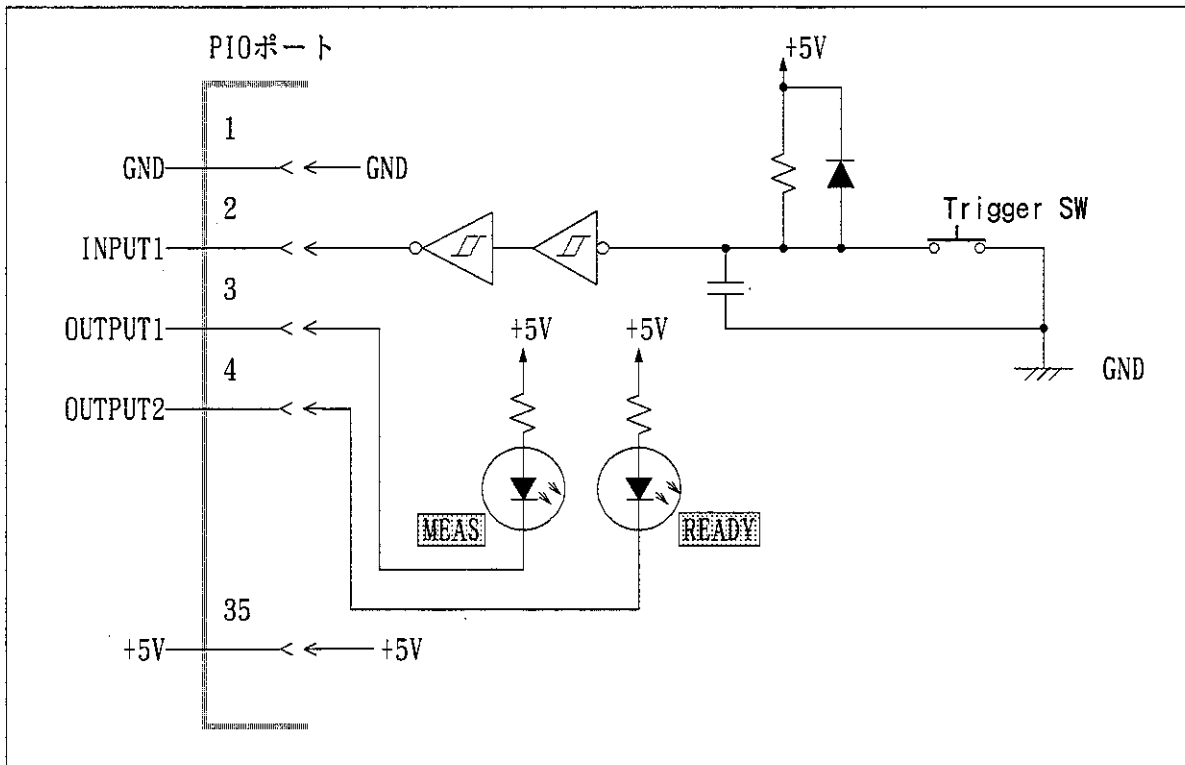 PIOポート
+5V
1
GND
GND
2
Trigger SW
INPUT1
3
OUTPUT1
+5V
+5V
4
GND
OUTPUT2
MEAS
READY
35
+5V
+5V